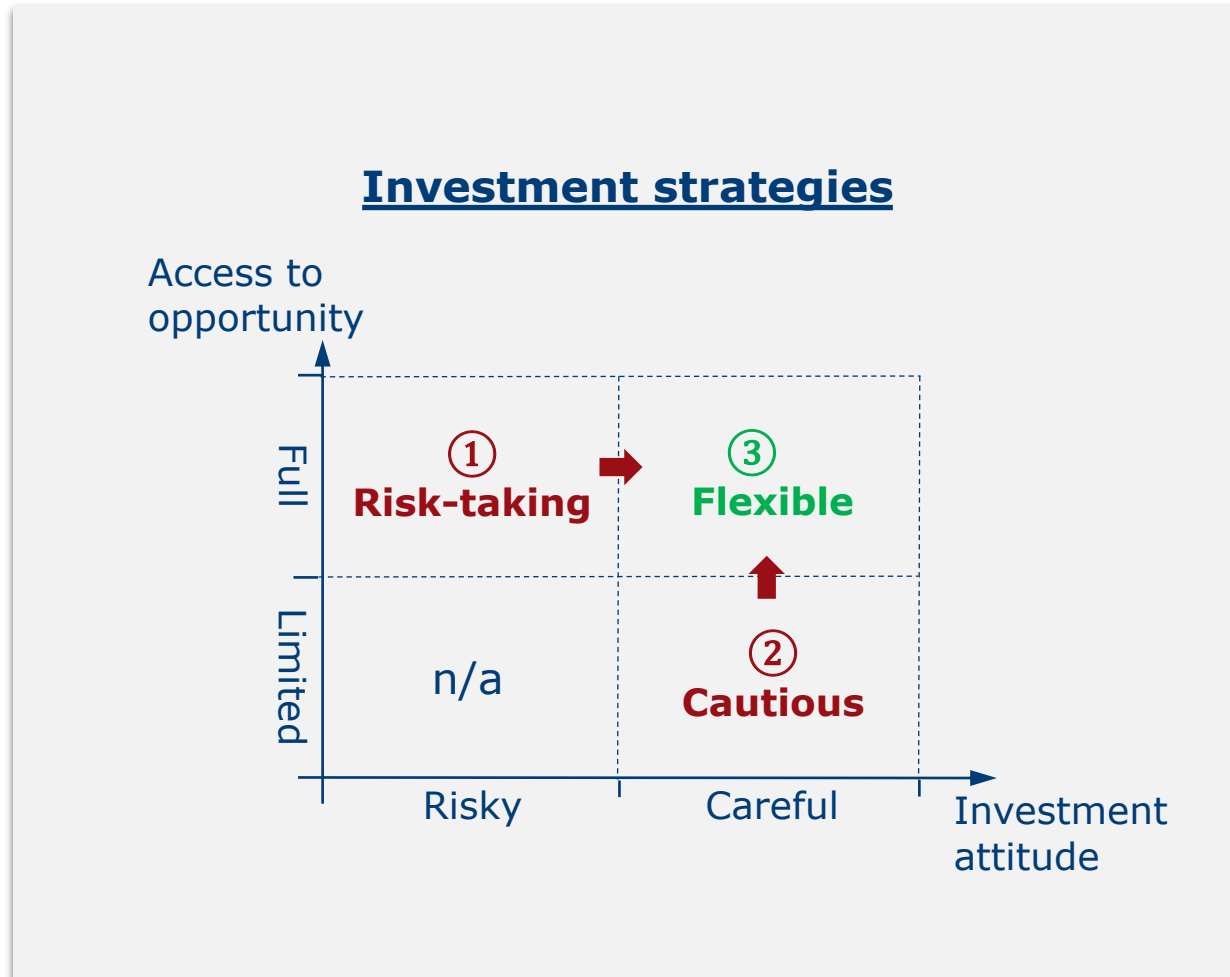 Investment strategies
Access to
opportunity
Full
①
Risk-taking
③
Flexible
Limited
n/a
②
Cautious
Risky
Careful
Investment
attitude